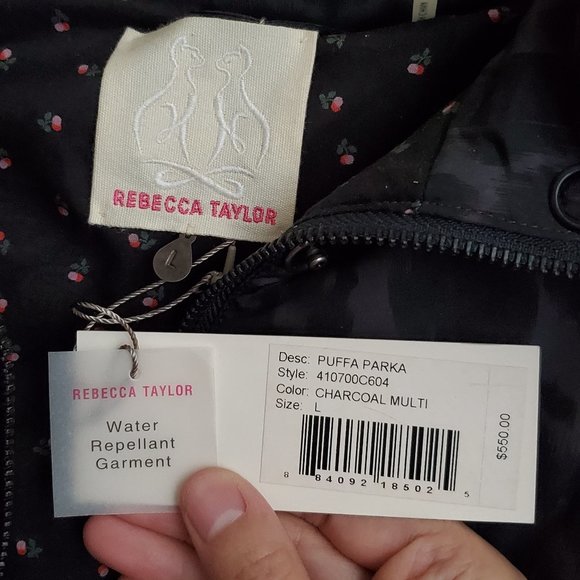 REBECCA TAYLOR
L
REBECCA TAYLOR
Water
Repellant
Garment
Desc: PUFFA PARKA
Style: 410700C604
Color: CHARCOAL MULTI
Size: L
$550.00
8 84092 18502 5